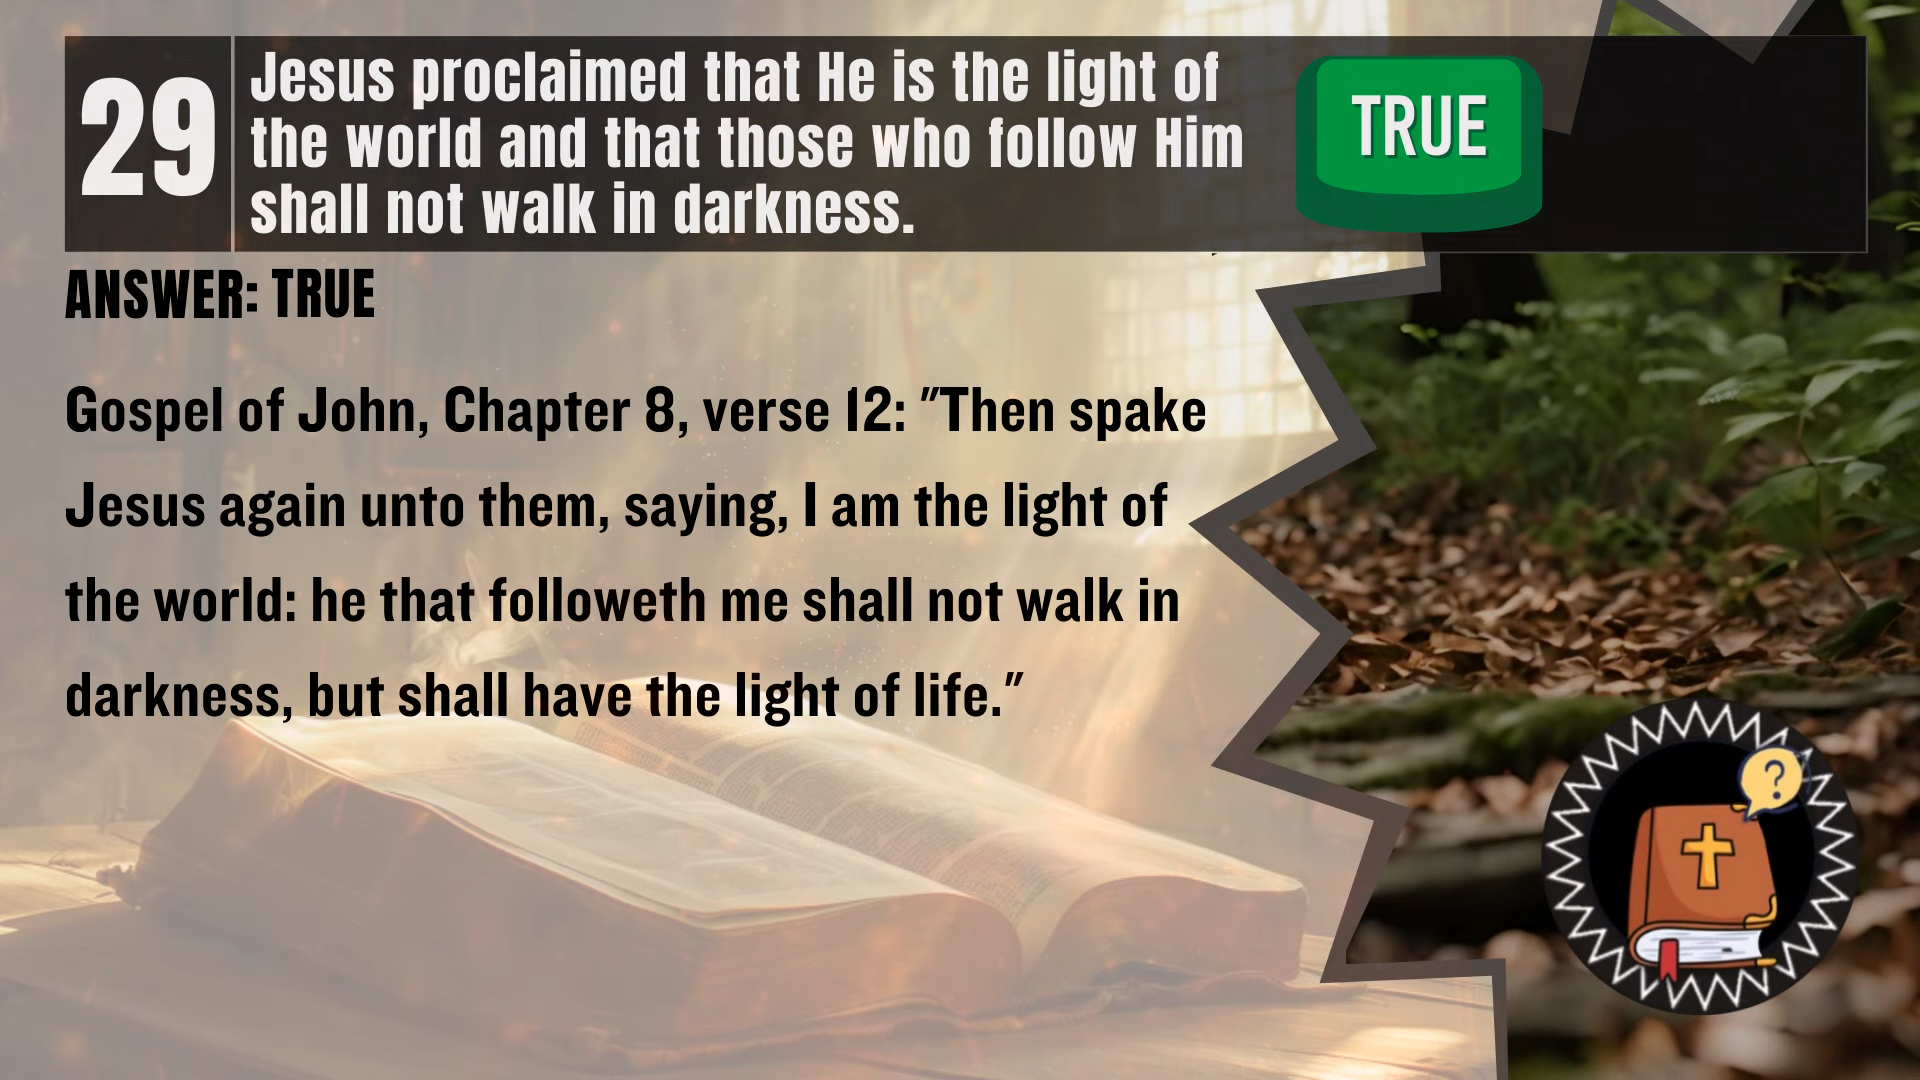 29
Jesus proclaimed that He is the light of
the world and that those who follow Him
shall not walk in darkness.
TRUE
ANSWER: TRUE
Gospel of John, Chapter 8, verse 12: "Then spake
Jesus again unto them, saying, I am the light of
the world: he that followeth me shall not walk in
darkness, but shall have the light of life."
?